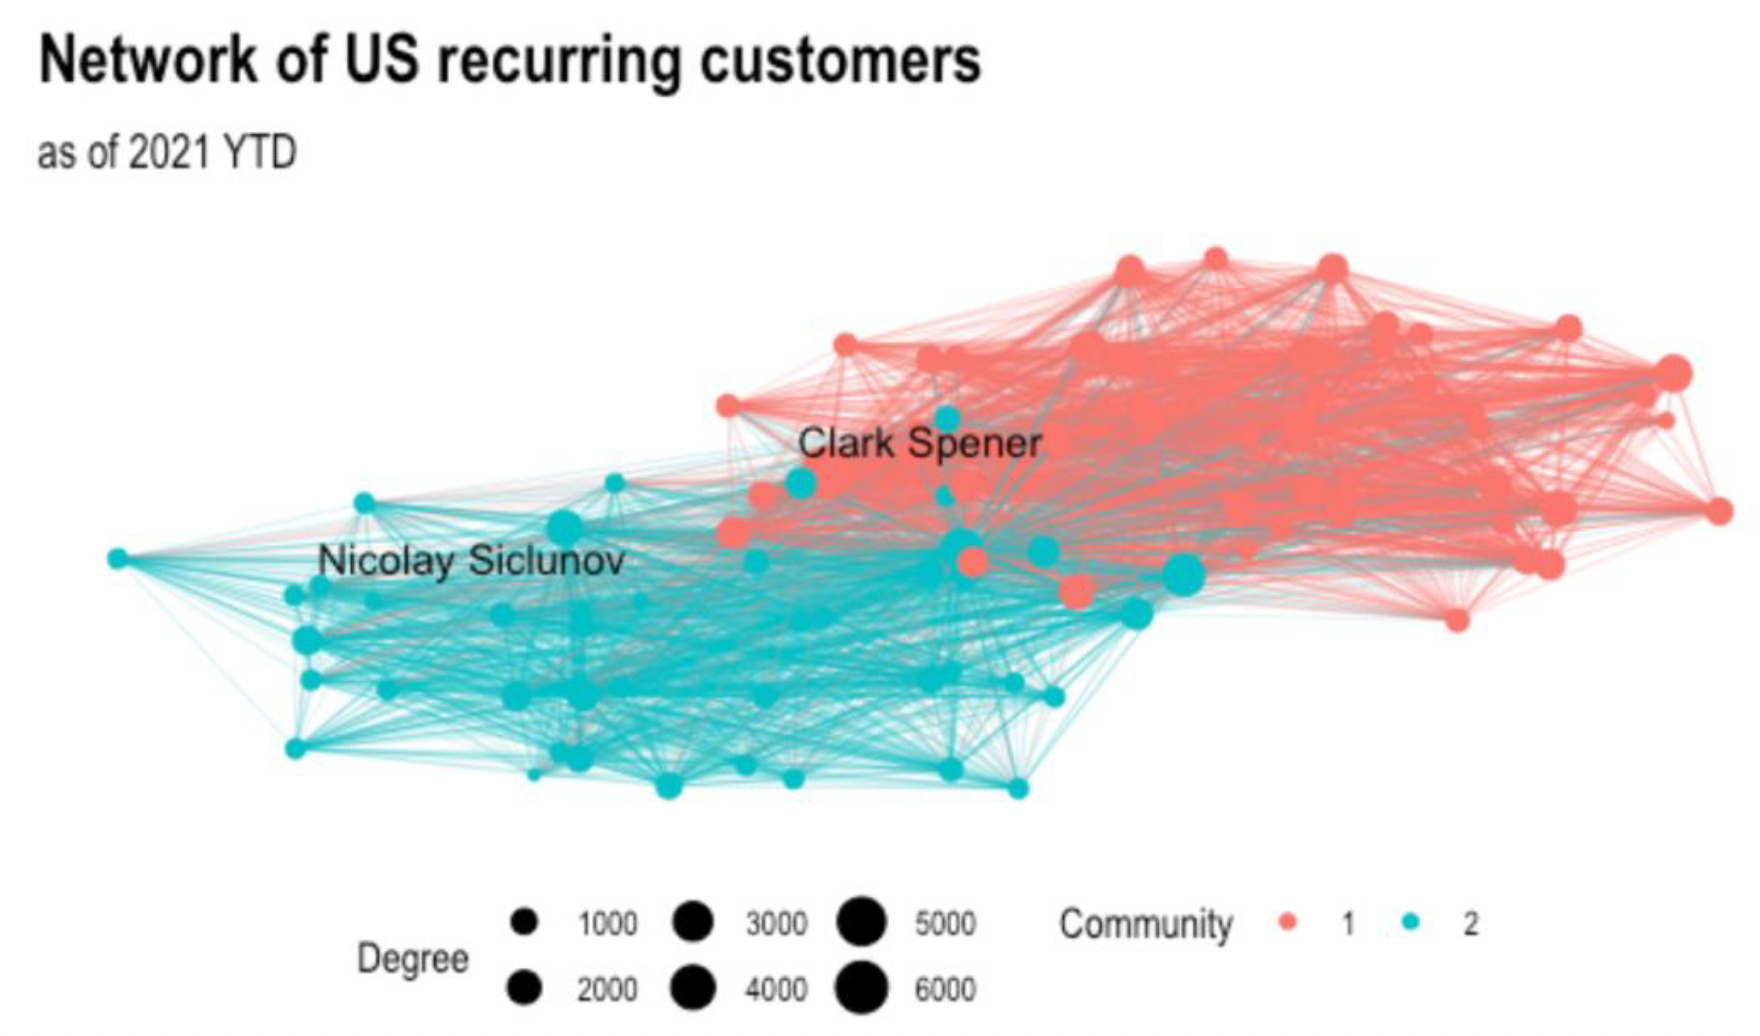 Network of US recurring customers
as of 2021 YTD
Clark Spener
Nicolay Siclunov
Degree
1000 3000 5000
2000 4000 6000
Community 1 2